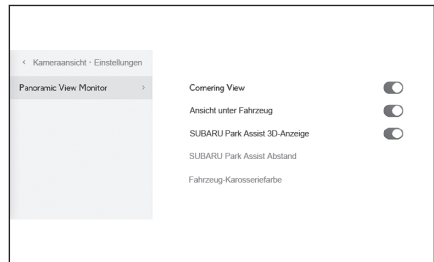 Kameraansicht - Einstellungen
Panoramic View Monitor
Cornering View
Ansicht unter Fahrzeug
SUBARU Park Assist 3D-Anzeige
SUBARU Park Assist Abstand
Fahrzeug-Karosseriefarbe